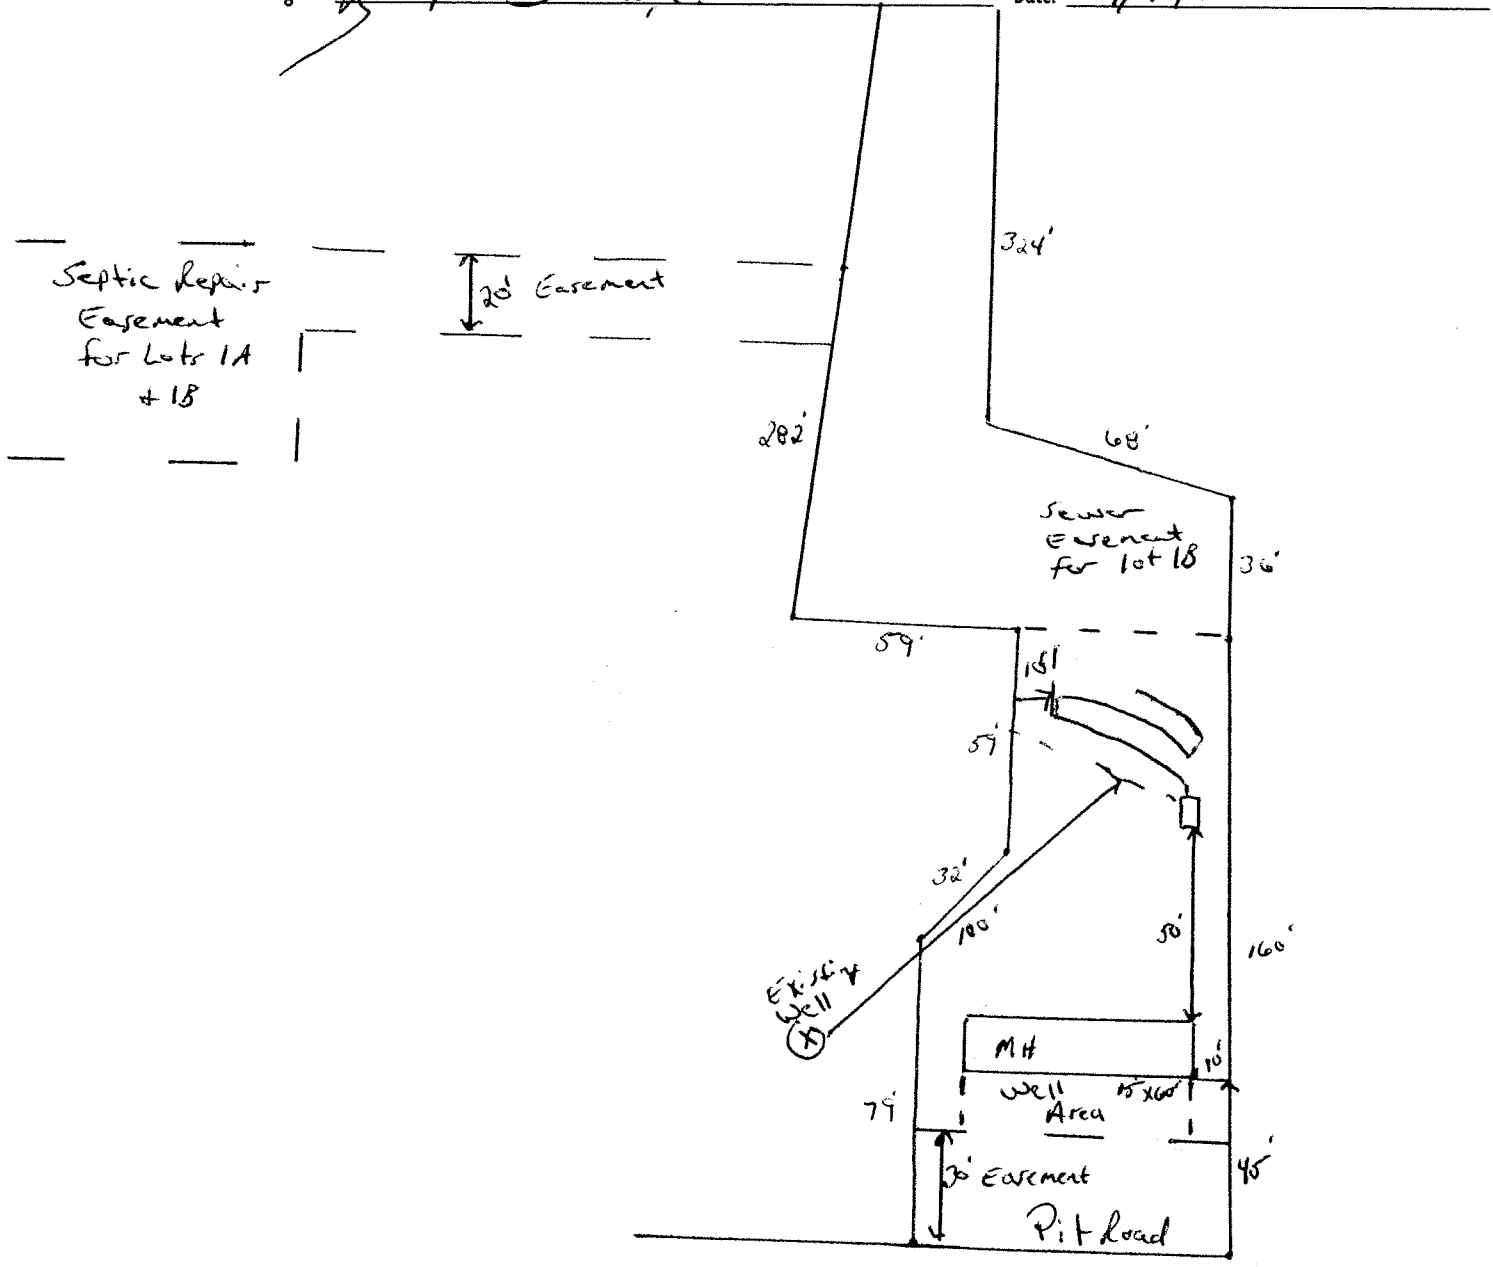 Date:
324'
Septic Repair
Easement
for Lots 1A
+ 1B
20' Easement
282'
68'
Sewer
Easement
for lot 1B
36'
59'
15'
59'
32'
100'
50'
160'
Existing
Well
MH
10'
Well
Area
15'x60'
79'
30' Easement
45'
Pit Road